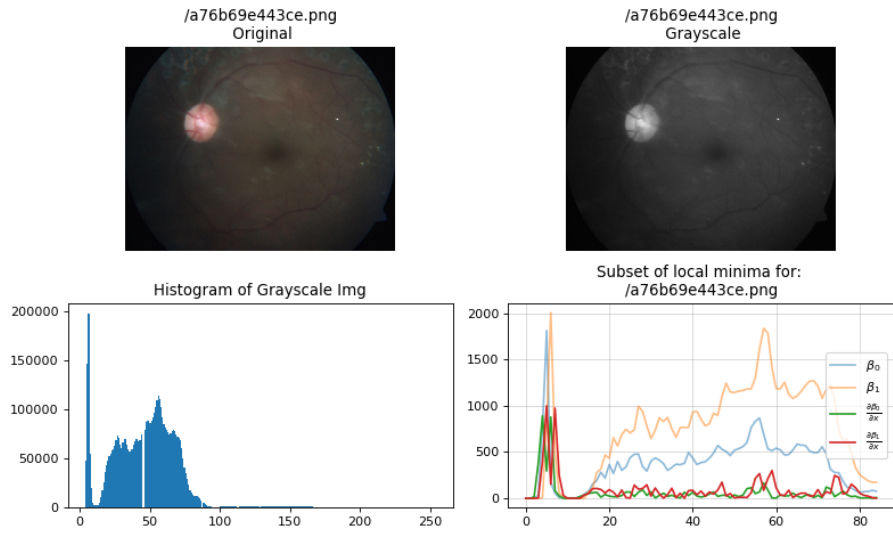 /a76b69e443ce.png
Original
/a76b69e443ce.png
Grayscale
Histogram of Grayscale Img
200000
150000
100000
50000
0
0 50 100 150 200 250
Subset of local minima for:
/a76b69e443ce.png
2000
1500
1000
500
0
0 20 40 60 80
β₀
β₁
∂β₀/∂x
∂β₁/∂x